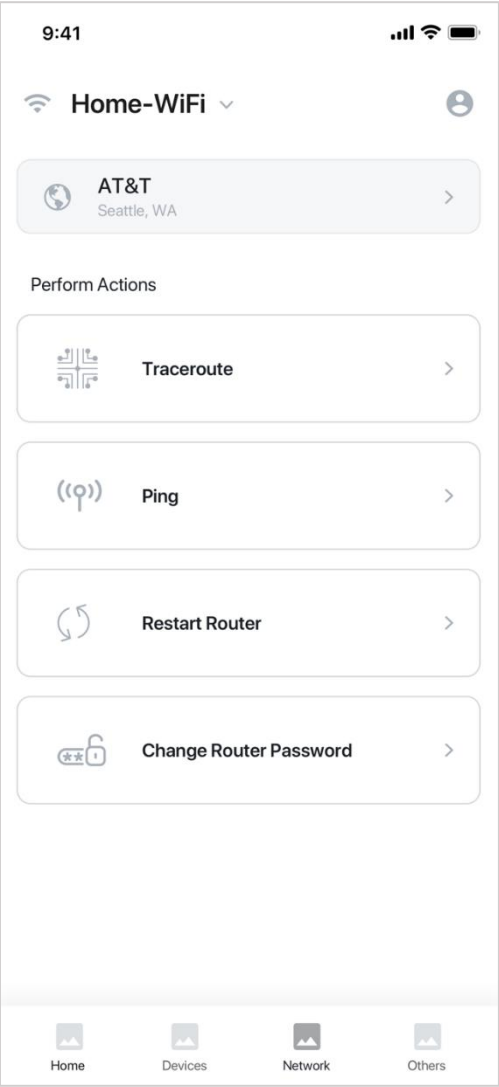 9:41
Home-WiFi
AT&T
Seattle, WA
Perform Actions
Traceroute
Ping
Restart Router
**
Change Router Password
Home
Devices
Network
Others